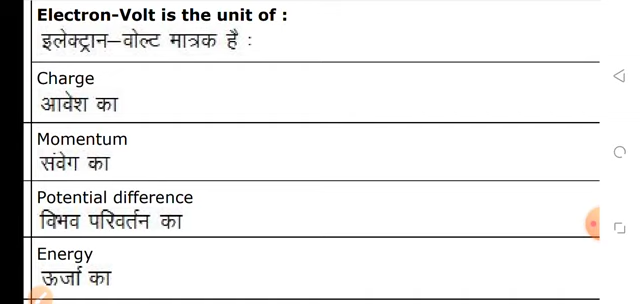 Electron-Volt is the unit of :
इलेक्ट्रान–वोल्ट मात्रक है :
Charge
आवेश का
Momentum
संवेग का
Potential difference
विभव परिवर्तन का
Energy
ऊर्जा का